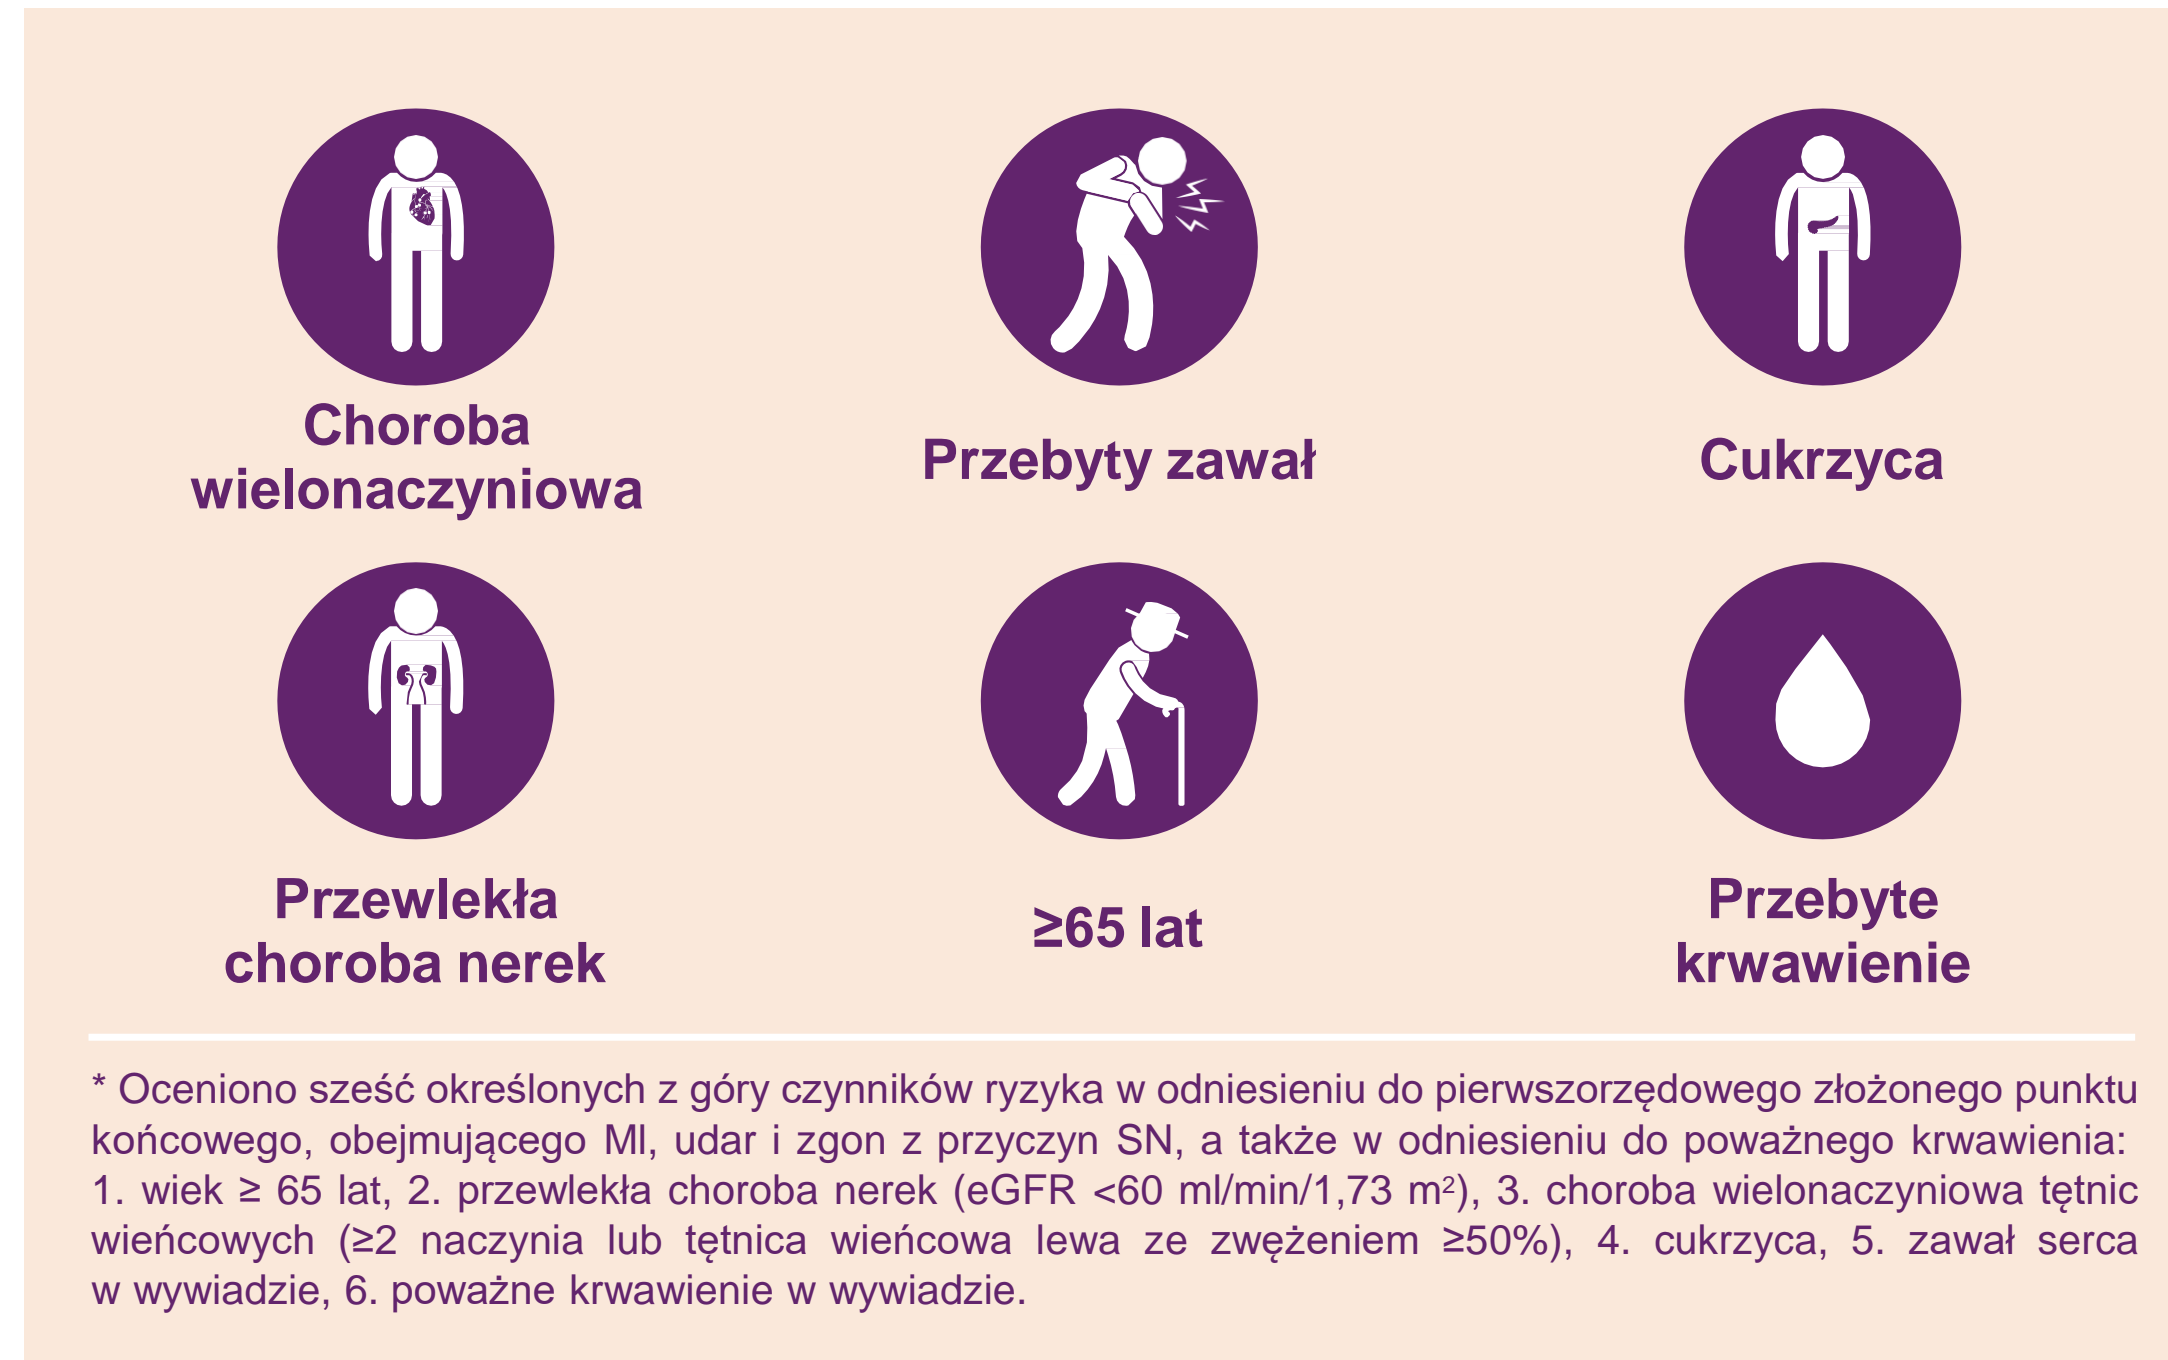 Choroba
wielonaczyniowa
Przebyty zawał
Cukrzyca
Przewlekła
choroba nerek
≥65 lat
Przebyte
krwawienie
* Oceniono sześć określonych z góry czynników ryzyka w odniesieniu do pierwszorzędowego złożonego punktu
końcowego, obejmującego MI, udar i zgon z przyczyn SN, a także w odniesieniu do poważnego krwawienia:
1. wiek ≥ 65 lat, 2. przewlekła choroba nerek (eGFR <60 ml/min/1,73 m²), 3. choroba wielonaczyniowa tętnic
wieńcowych (≥2 naczynia lub tętnica wieńcowa lewa ze zwężeniem ≥50%), 4. cukrzyca, 5. zawał serca
w wywiadzie, 6. poważne krwawienie w wywiadzie.